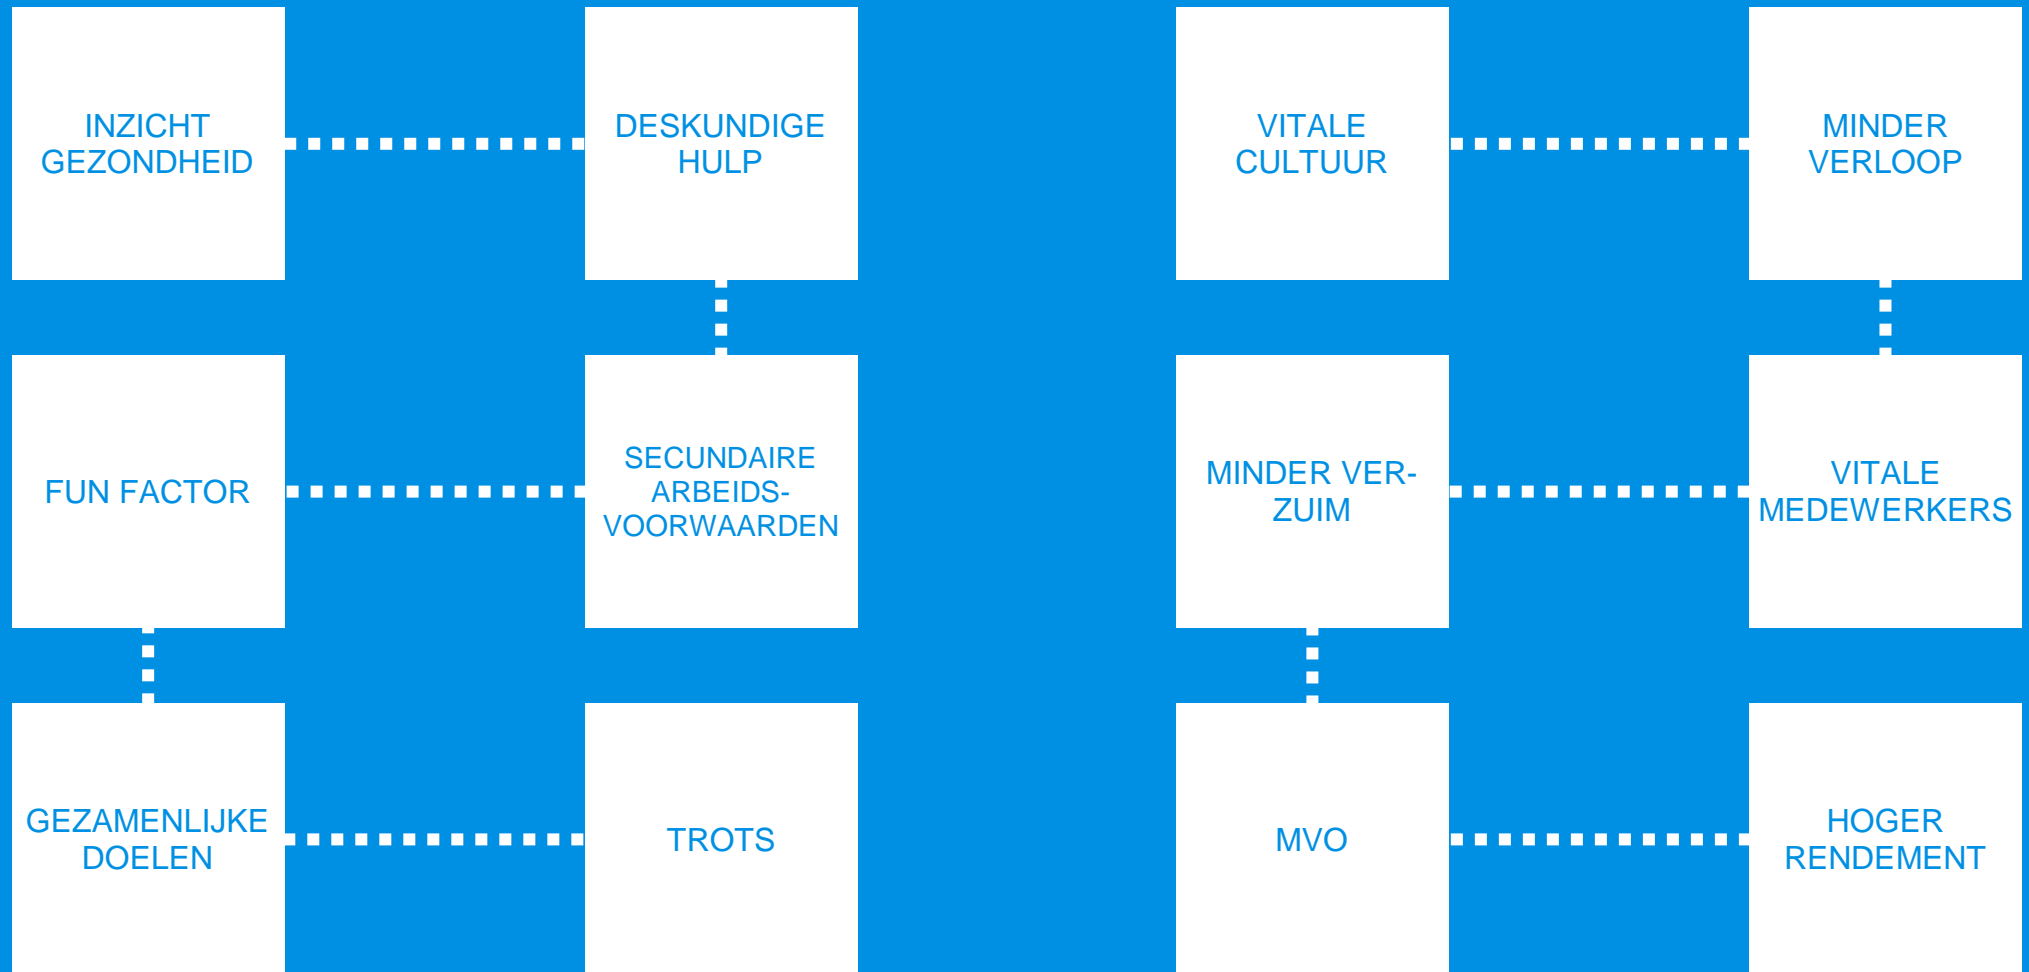 INZICHT
GEZONDHEID
DESKUNDIGE
HULP
VITALE
CULTUUR
MINDER
VERLOOP
FUN FACTOR
SECUNDAIRE
ARBEIDS-
VOORWAARDEN
MINDER VER-
ZUIM
VITALE
MEDEWERKERS
GEZAMENLIJKE
DOELEN
TROTS
MVO
HOGER
RENDEMENT